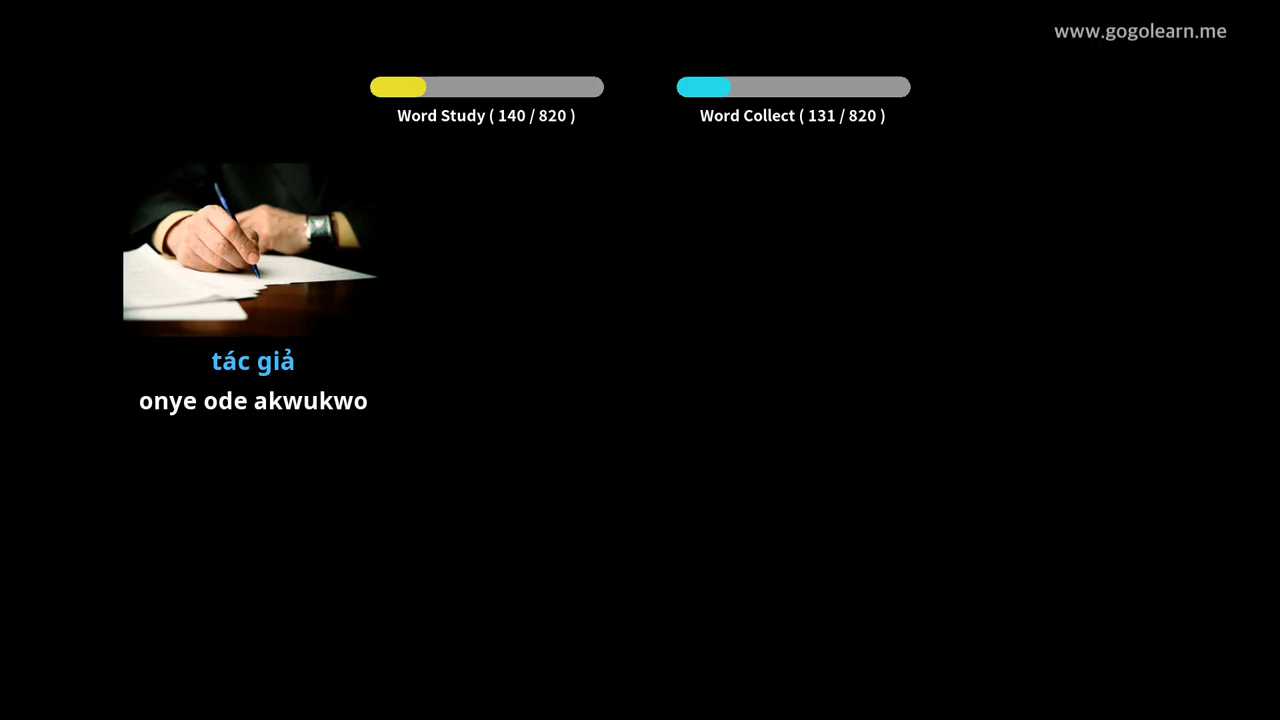 www.gogolearn.me
Word Study ( 140 / 820 )
Word Collect ( 131 / 820 )
tác giả
onye ode akwukwo